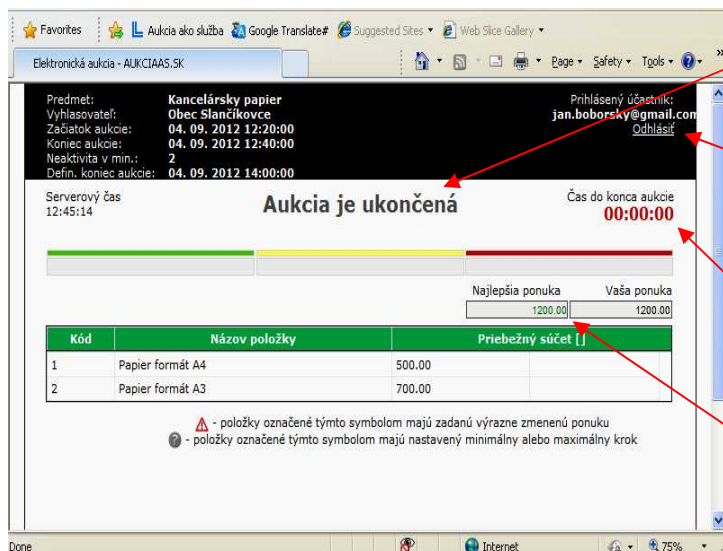 Favorites Aukcia ako služba Google Translate# Suggested Sites Web Slice Gallery
Elektronická aukcia - AUKCIAAS.SK Page Safety Tools »
Predmet: Kancelársky papier Prihlásený účastník:
Vyhlasovateľ: Obec Slančíkovce jan.boborsky@gmail.com
Začiatok aukcie: 04. 09. 2012 12:20:00 Odhlásiť
Koniec aukcie: 04. 09. 2012 12:40:00
Neaktivita v min.: 2
Defin. koniec aukcie: 04. 09. 2012 14:00:00
Serverový čas Aukcia je ukončená Čas do konca aukcie
12:45:14 00:00:00
Najlepšia ponuka Vaša ponuka
1200.00 1200.00
Kód Názov položky Priebežný súčet []
1 Papier formát A4 500.00
2 Papier formát A3 700.00
- položky označené týmto symbolom majú zadanú výrazne zmenenú ponuku
? - položky označené týmto symbolom majú nastavený minimálny alebo maximálny krok
Done Internet 75%